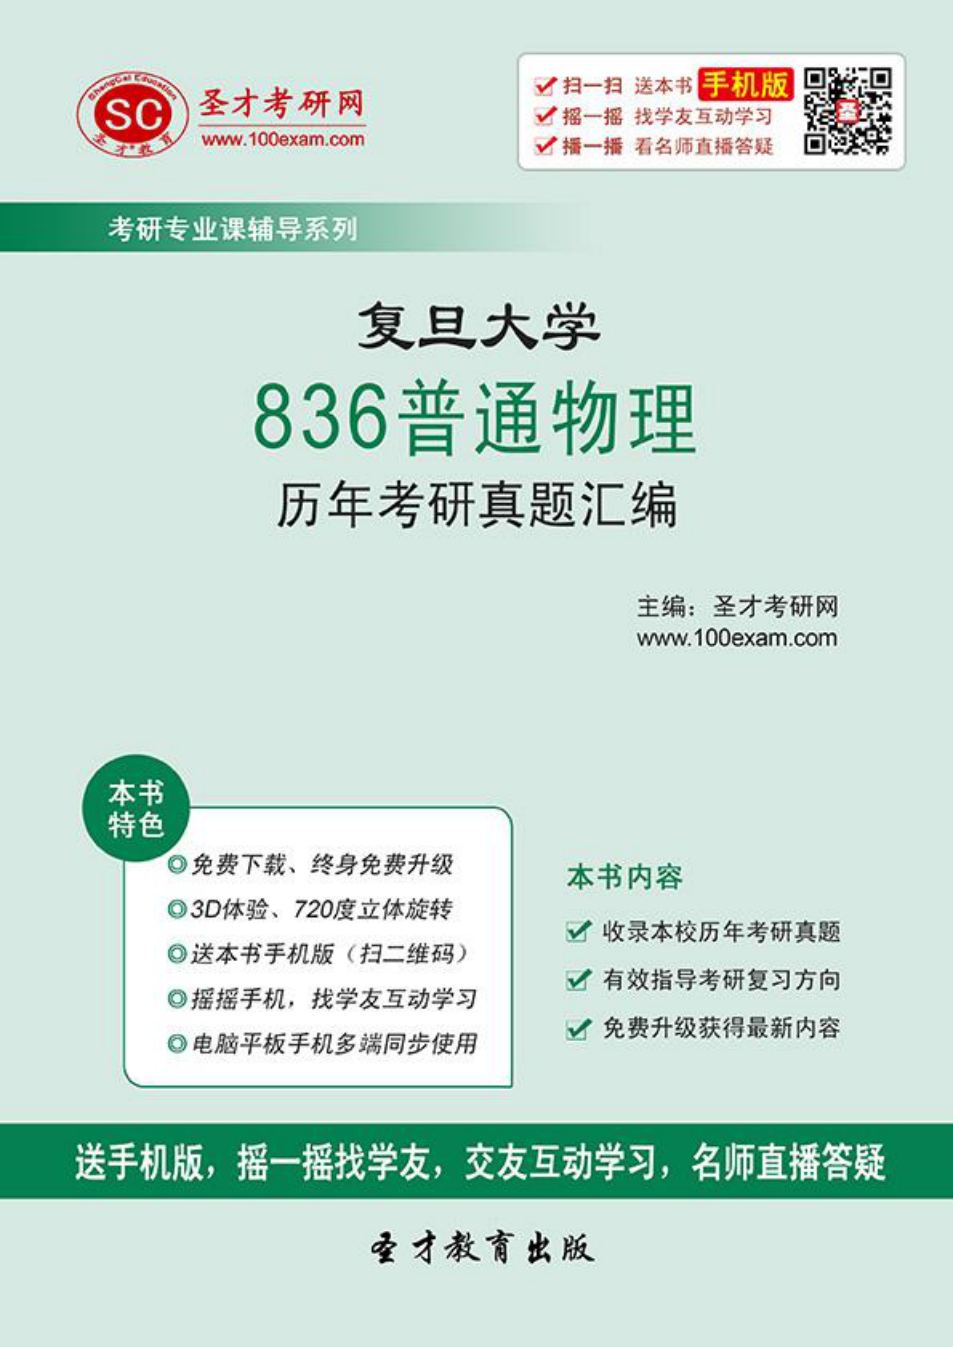 ShengCai Education
SC
圣才教育
圣才考研网
www.100exam.com
扫一扫 送本书 手机版
摇一摇 找学友互动学习
播一播 看名师直播答疑
圣
考研专业课辅导系列
复旦大学
836普通物理
历年考研真题汇编
主编：圣才考研网
www.100exam.com
本书
特色
◎免费下载、终身免费升级
◎3D体验、720度立体旋转
◎送本书手机版（扫二维码）
◎摇摇手机，找学友互动学习
◎电脑平板手机多端同步使用
本书内容
收录本校历年考研真题
有效指导考研复习方向
免费升级获得最新内容
送手机版，摇一摇找学友，交友互动学习，名师直播答疑
圣才教育出版